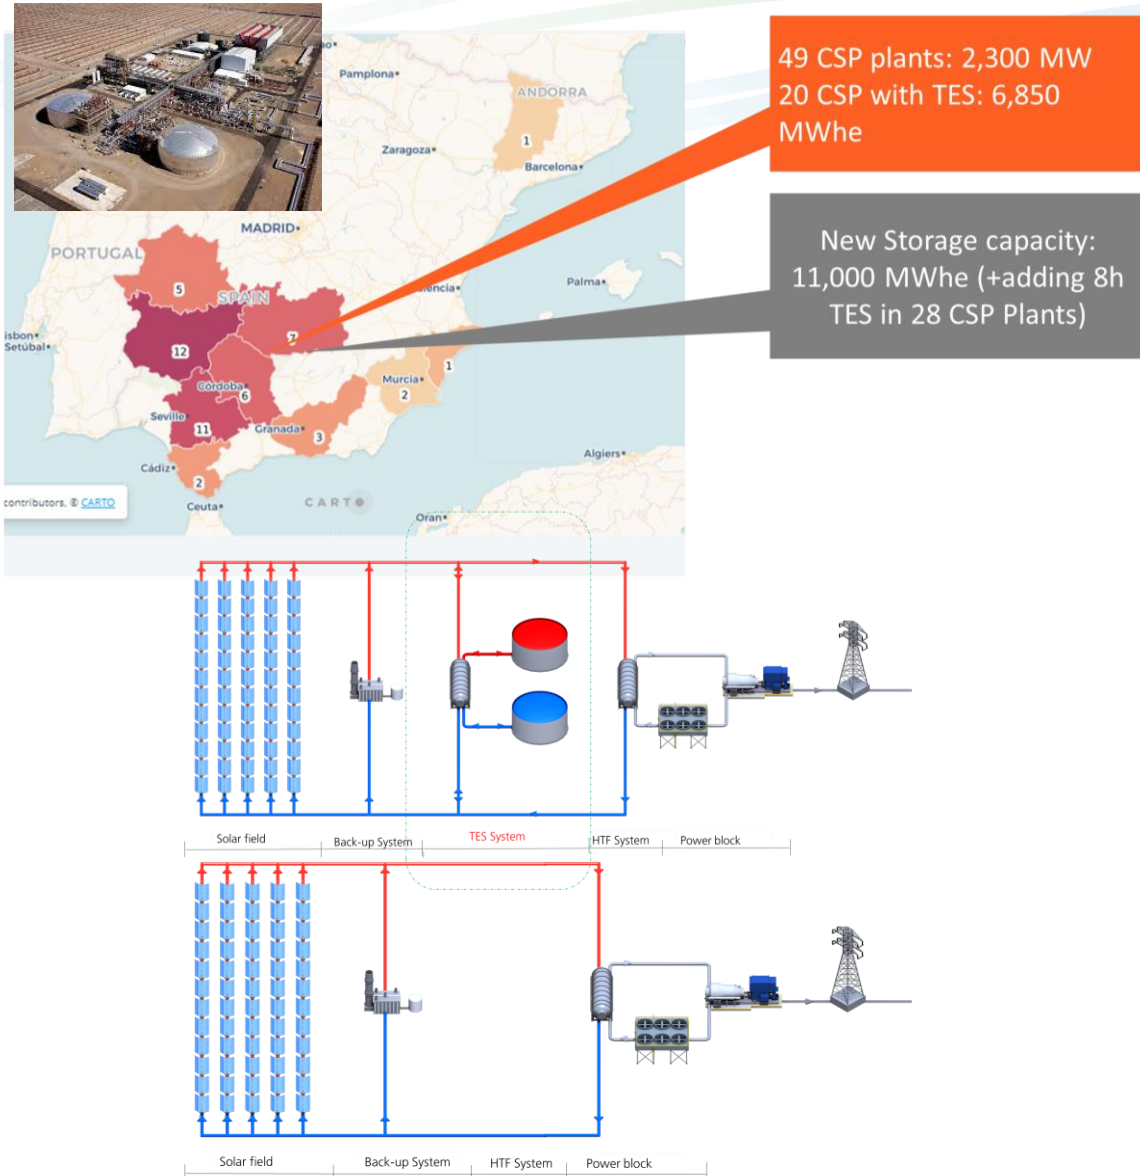 49 CSP plants: 2,300 MW
20 CSP with TES: 6,850
MWhe
New Storage capacity:
11,000 MWhe (+adding 8h
TES in 28 CSP Plants)
Pamplona
ANDORRA
1
Zaragoza
Barcelona
MADRID
PORTUGAL
5
SPAIN
Palma
isbon
Setúbal
12
7
1
Córdoba
6
Murcia
2
Seville
11
Granada
3
Cádiz
2
Algiers
contributors, © CARTO
CARTO
Ceuta
Oran
Solar field
Back-up System
TES System
HTF System
Power block
Solar field
Back-up System
HTF System
Power block